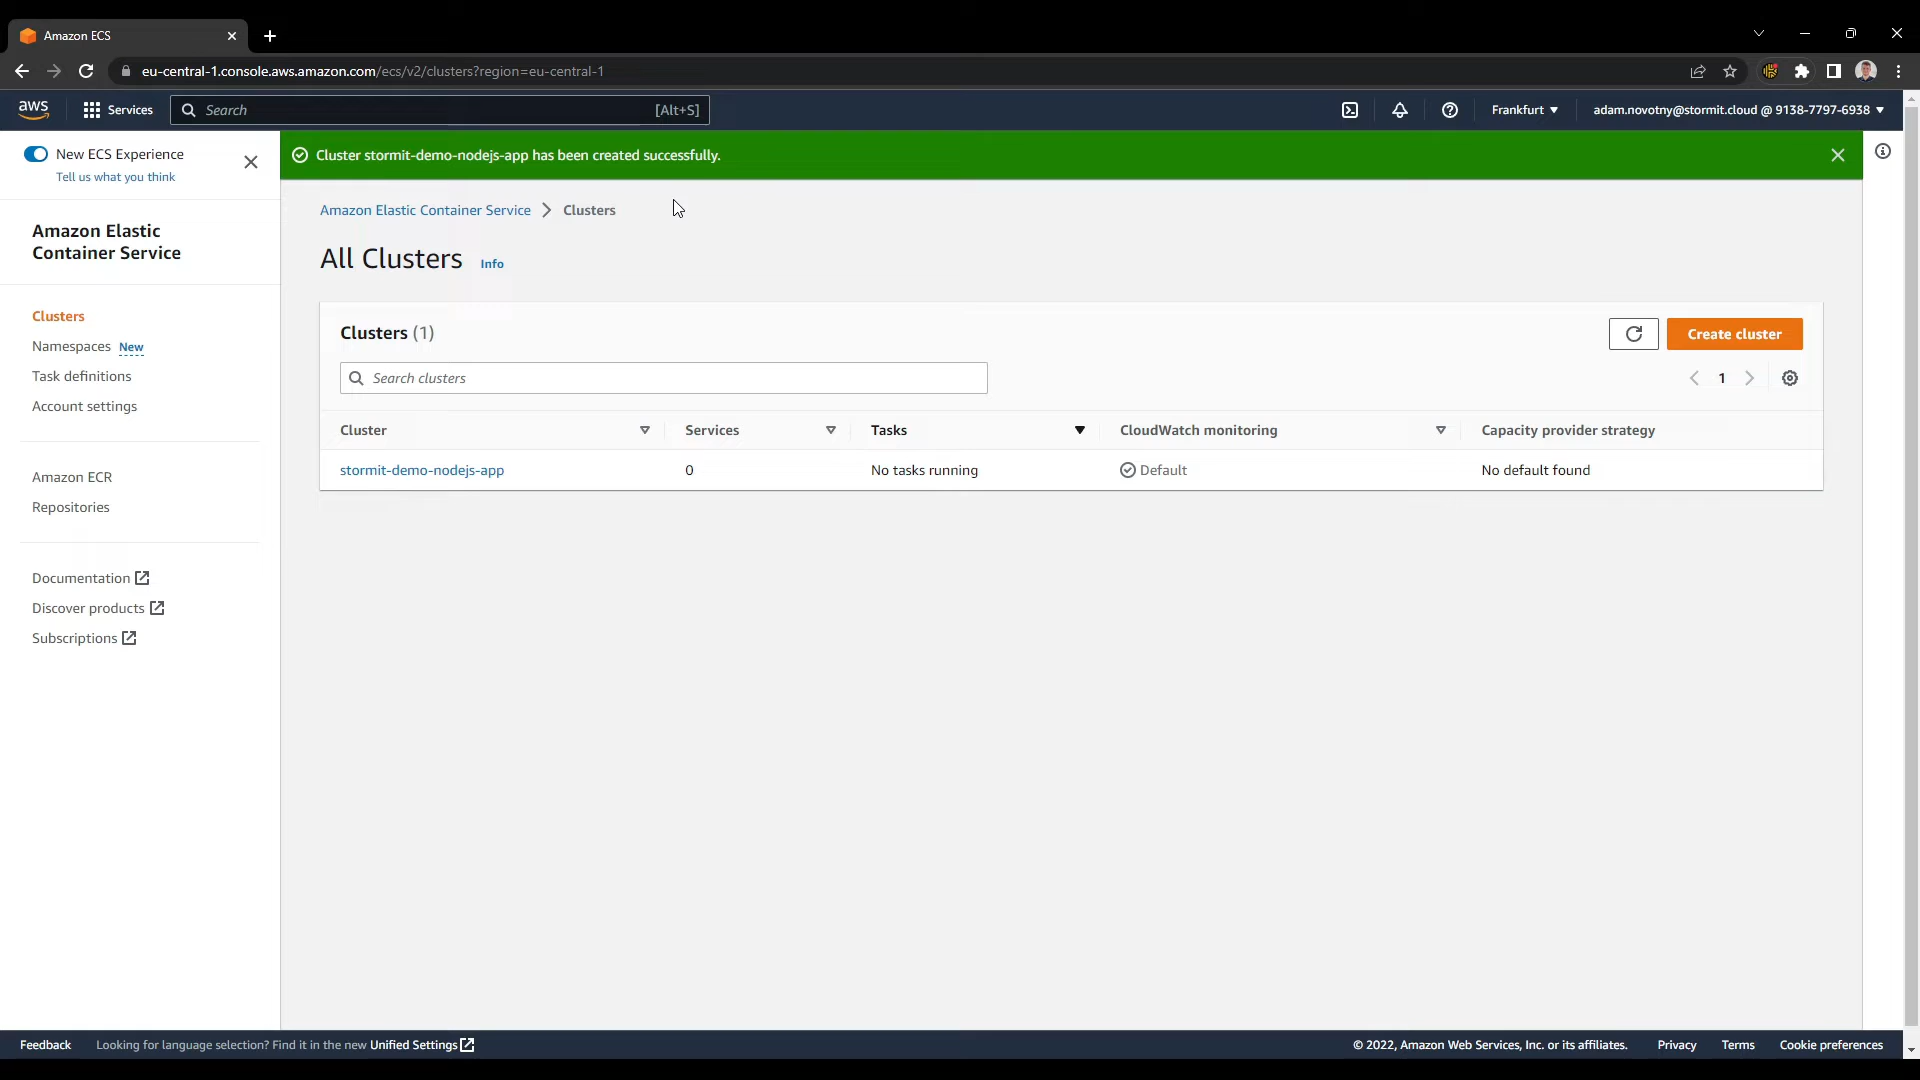 Amazon ECS
eu-central-1.console.aws.amazon.com/ecs/v2/clusters?region=eu-central-1
aws
Services
Search
[Alt+S]
Frankfurt
adam.novotny@stormit.cloud @ 9138-7797-6938
New ECS Experience
Tell us what you think
Cluster stormit-demo-nodejs-app has been created successfully.
Amazon Elastic Container Service
Clusters
Amazon Elastic
Container Service
All Clusters
Info
Clusters
Namespaces New
Task definitions
Account settings
Amazon ECR
Repositories
Documentation
Discover products
Subscriptions
Clusters (1)
Create cluster
Search clusters
1
Cluster
Services
Tasks
CloudWatch monitoring
Capacity provider strategy
stormit-demo-nodejs-app
0
No tasks running
Default
No default found
Feedback
Looking for language selection? Find it in the new Unified Settings
© 2022, Amazon Web Services, Inc. or its affiliates.
Privacy
Terms
Cookie preferences